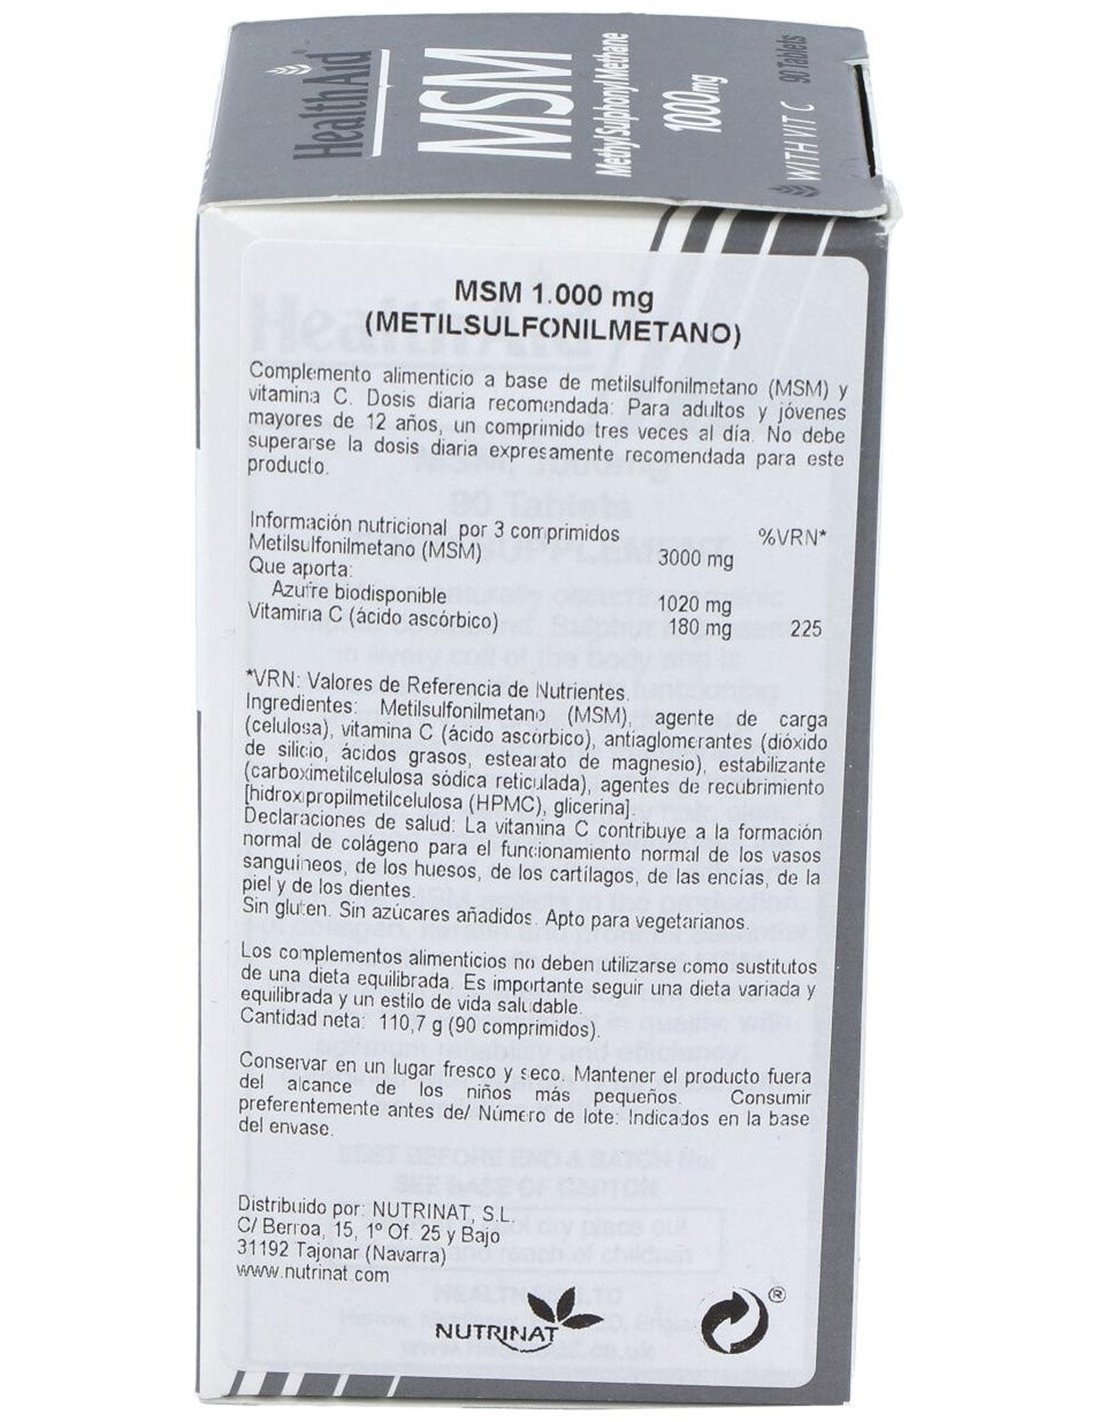 HealthAid®
MSM
Methyl Sulphonyl Methane
1000mg
WITH VIT C 90 Tablets
MSM 1.000 mg
(METILSULFONILMETANO)
Complemento alimenticio a base de metilsulfonilmetano (MSM) y
vitamina C. Dosis diaria recomendada: Para adultos y jóvenes
mayores de 12 años, un comprimido tres veces al día. No debe
superarse la dosis diaria expresamente recomendada para este
producto.
Información nutricional por 3 comprimidos %VRN*
Metilsulfonilmetano (MSM) 3000 mg
Que aporta:
Azufre biodisponible 1020 mg
Vitamina C (ácido ascórbico) 180 mg 225
*VRN: Valores de Referencia de Nutrientes.
Ingredientes: Metilsulfonilmetano (MSM), agente de carga
(celulosa), vitamina C (ácido ascórbico), antiaglomerantes (dióxido
de silicio, ácidos grasos, estearato de magnesio), estabilizante
(carboximetilcelulosa sódica reticulada), agentes de recubrimiento
[hidroxipropilmetilcelulosa (HPMC), glicerina].
Declaraciones de salud: La vitamina C contribuye a la formación
normal de colágeno para el funcionamiento normal de los vasos
sanguíneos, de los huesos, de los cartílagos, de las encías, de la
piel y de los dientes.
Sin gluten. Sin azúcares añadidos. Apto para vegetarianos.
Los complementos alimenticios no deben utilizarse como sustitutos
de una dieta equilibrada. Es importante seguir una dieta variada y
equilibrada y un estilo de vida saludable.
Cantidad neta: 110,7 g (90 comprimidos).
Conservar en un lugar fresco y seco. Mantener el producto fuera
del alcance de los niños más pequeños. Consumir
preferentemente antes de/ Número de lote: Indicados en la base
del envase.
Distribuido por: NUTRINAT, S.L.
C/ Berroa, 15, 1º Of. 25 y Bajo
31192 Tajonar (Navarra)
www.nutrinat.com
NUTRINAT
®